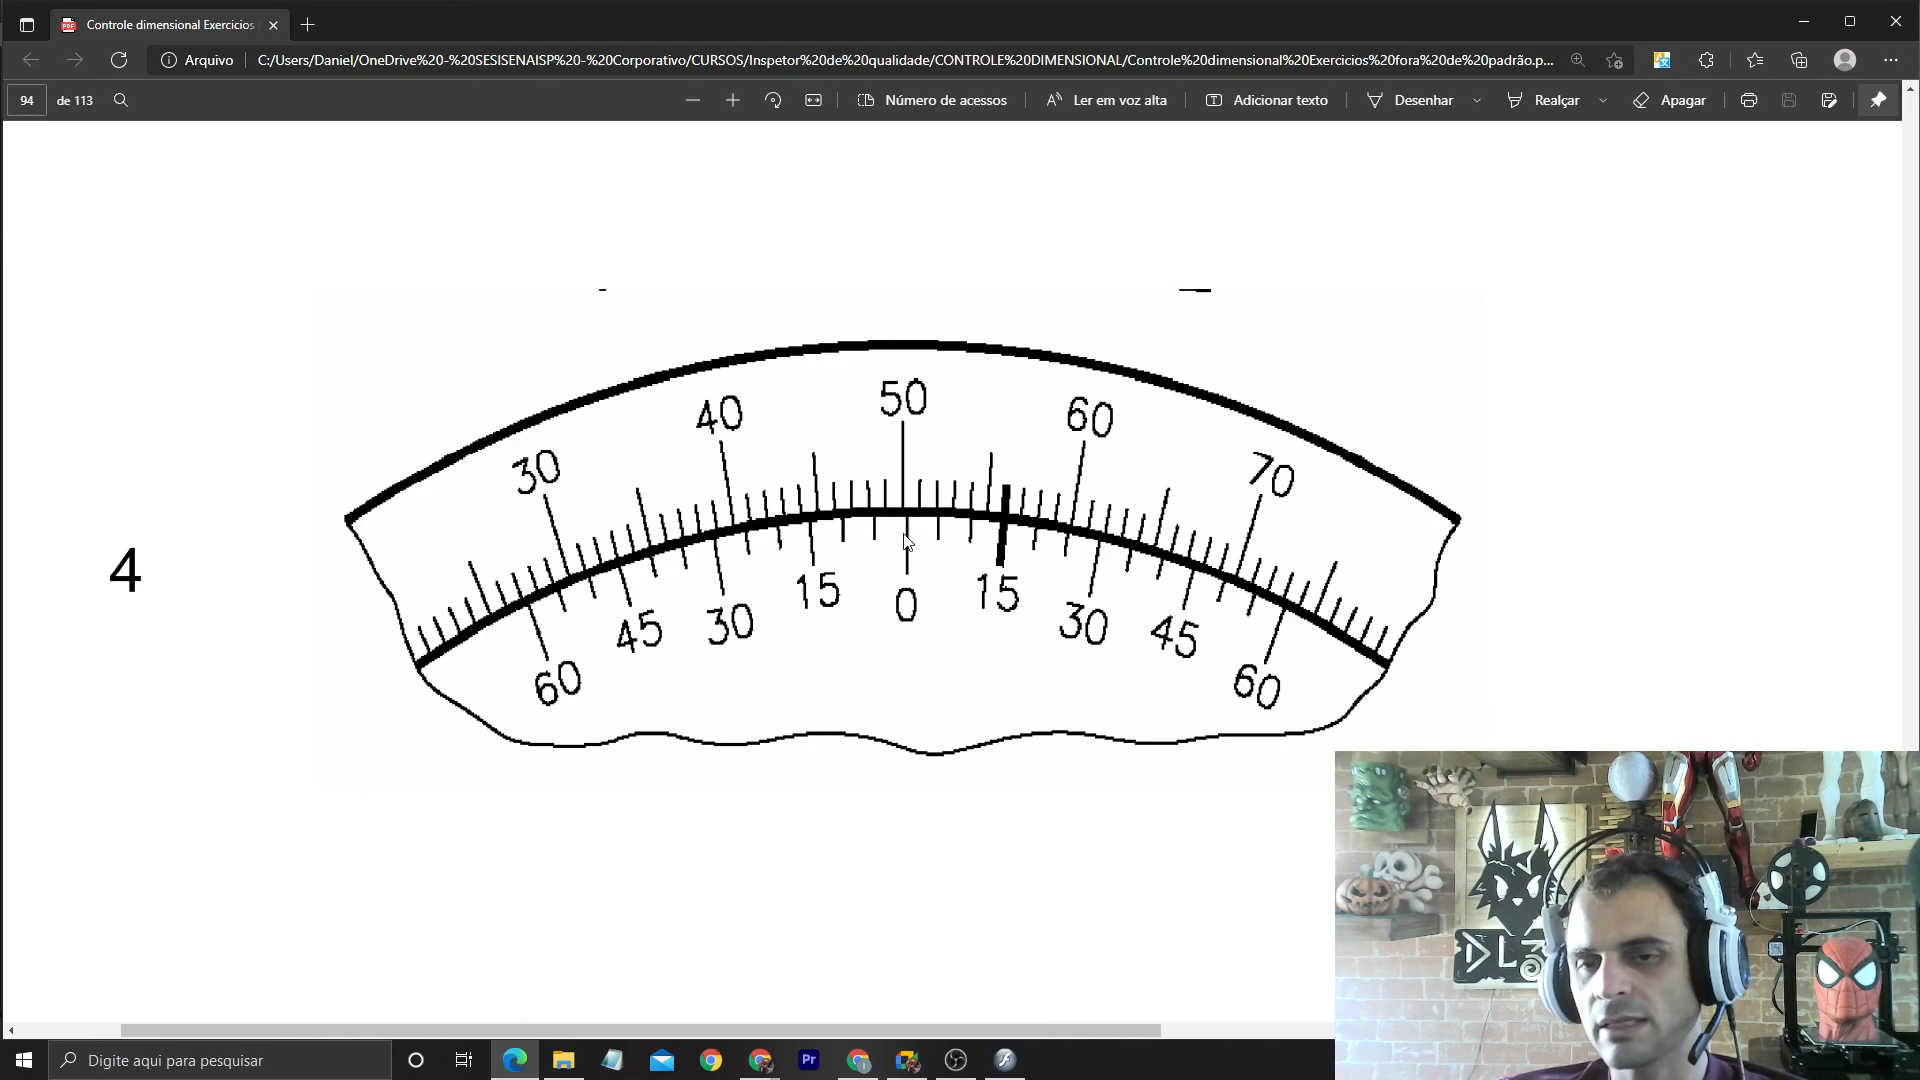 Controle dimensional Exercicios
Arquivo
C:/Users/Daniel/OneDrive%20-%20SESISENAISP%20-%20Corporativo/CURSOS/Inspetor%20de%20qualidade/CONTROLE%20DIMENSIONAL/Controle%20dimensional%20Exercicios%20fora%20de%20padrão.p...
94 de 113
Número de acessos
Ler em voz alta
Adicionar texto
Desenhar
Realçar
Apagar
30 40 50 60 70
4
60 45 30 15 0 15 30 45 60
DL3
Digite aqui para pesquisar
Pr